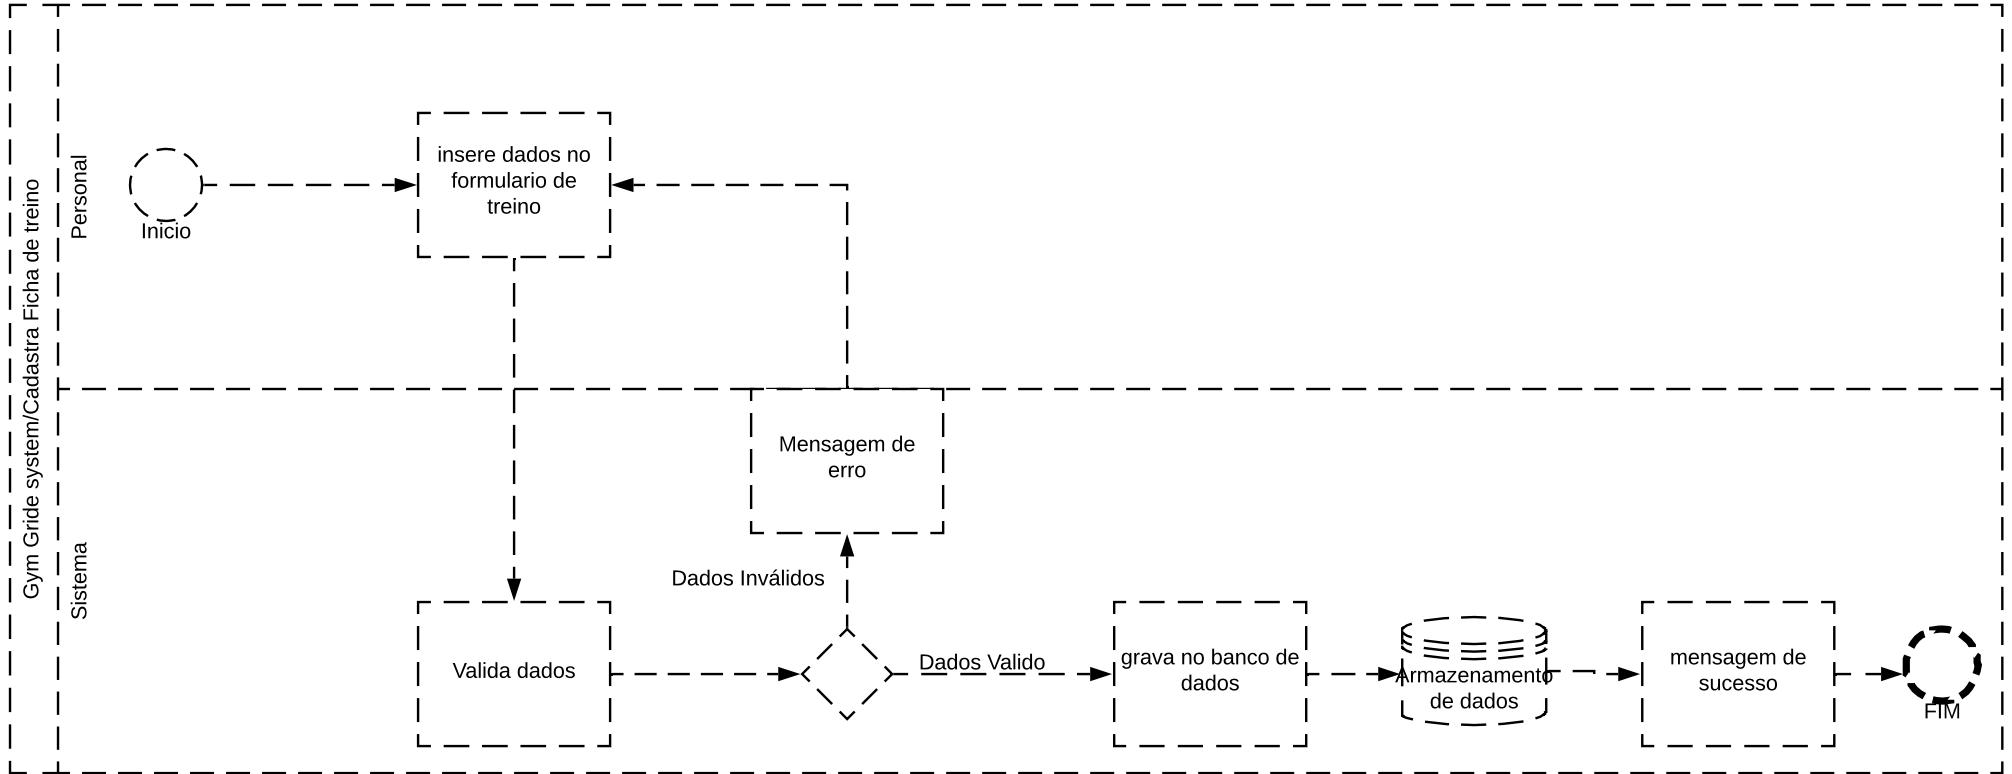 Gym Gride system/Cadastra Ficha de treino
Personal
Inicio
insere dados no
formulario de
treino
Sistema
Mensagem de
erro
Dados Inválidos
Valida dados
Dados Valido
grava no banco de
dados
Armazenamento
de dados
mensagem de
sucesso
FIM